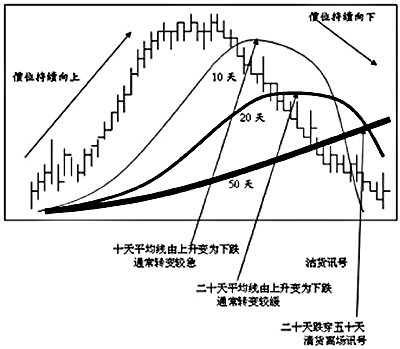 價位持續向下
價位持續向上
10 天
20 天
50 天
十天平均线由上升变为下跌
通常转变较急
沽货讯号
二十天平均线由上升变为下跌
通常转变较缓
二十天跌穿五十天
清货离场讯号